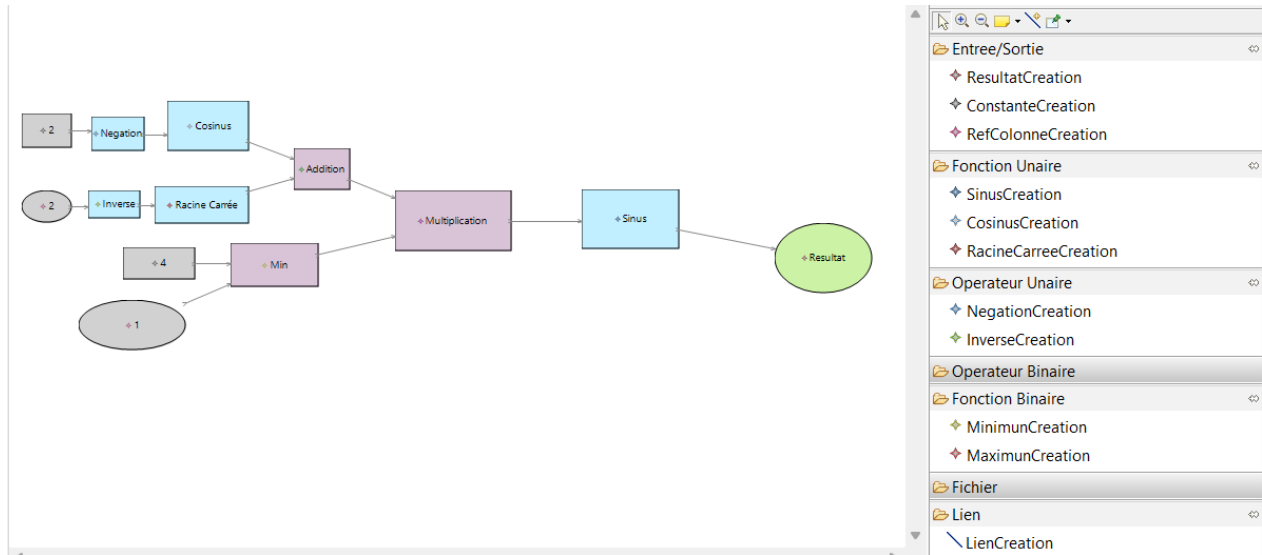 2
Negation
Cosinus
2
Inverse
Racine Carrée
Addition
Multiplication
4
Min
1
Sinus
Resultat
Entree/Sortie
ResultatCreation
ConstanteCreation
RefColonneCreation
Fonction Unaire
SinusCreation
CosinusCreation
RacineCarreeCreation
Operateur Unaire
NegationCreation
InverseCreation
Operateur Binaire
Fonction Binaire
MinimunCreation
MaximunCreation
Fichier
Lien
LienCreation